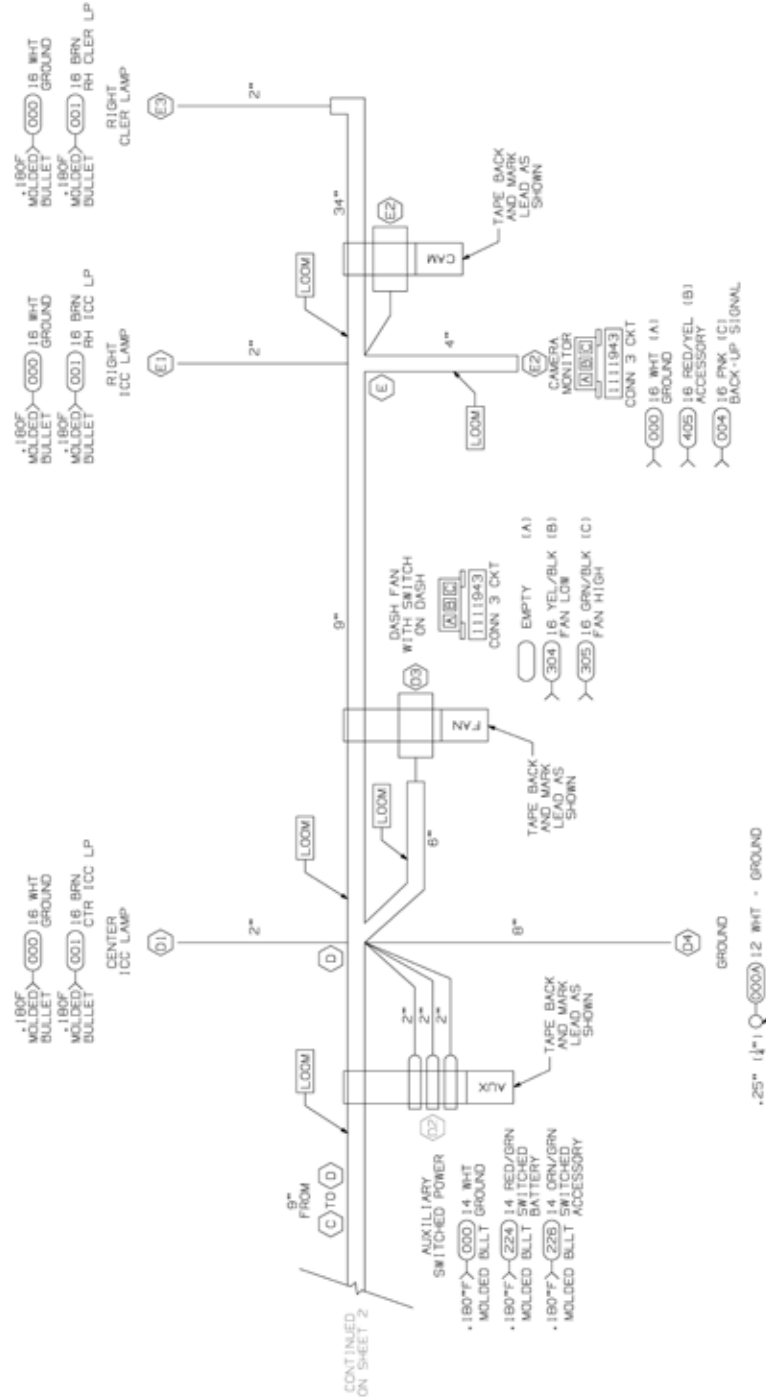 .180F
MOLDED
BULLET
000 16 WHT
GROUND
.180F
MOLDED
BULLET
001 16 BRN
CTR ICC LP
CENTER
ICC LAMP
D1
2"
.180F
MOLDED
BULLET
000 16 WHT
GROUND
.180F
MOLDED
BULLET
001 16 BRN
RH ICC LP
RIGHT
ICC LAMP
E1
2"
.180F
MOLDED
BULLET
000 16 WHT
GROUND
.180F
MOLDED
BULLET
001 16 BRN
RH CLER LP
RIGHT
CLER LAMP
E3
2"
CONTINUED
ON SHEET 2
9"
FROM
C TO D
LOOM
D
LOOM
9"
LOOM
34"
E
AUX
D2
2"
2"
2"
TAPE BACK
AND MARK
LEAD AS
SHOWN
AUXILIARY
SWITCHED POWER
.180"F 000 14 WHT
MOLDED BLLT GROUND
.180"F 224 14 RED/GRN
MOLDED BLLT SWITCHED
BATTERY
.180"F 226 14 ORN/GRN
MOLDED BLLT SWITCHED
ACCESSORY
8"
D4
GROUND
.25" (¼") 000A 12 WHT - GROUND
6"
LOOM
FAN
D3
TAPE BACK
AND MARK
LEAD AS
SHOWN
DASH FAN
WITH SWITCH
ON DASH
A B C
1111943
CONN 3 CKT
EMPTY (A)
304 16 YEL/BLK (B)
FAN LOW
305 16 GRN/BLK (C)
FAN HIGH
LOOM
4"
E2
CAMERA
MONITOR
A B C
1111943
CONN 3 CKT
000 16 WHT (A)
GROUND
405 16 RED/YEL (B)
ACCESSORY
004 16 PNK (C)
BACK-UP SIGNAL
CAM
E2
TAPE BACK
AND MARK
LEAD AS
SHOWN